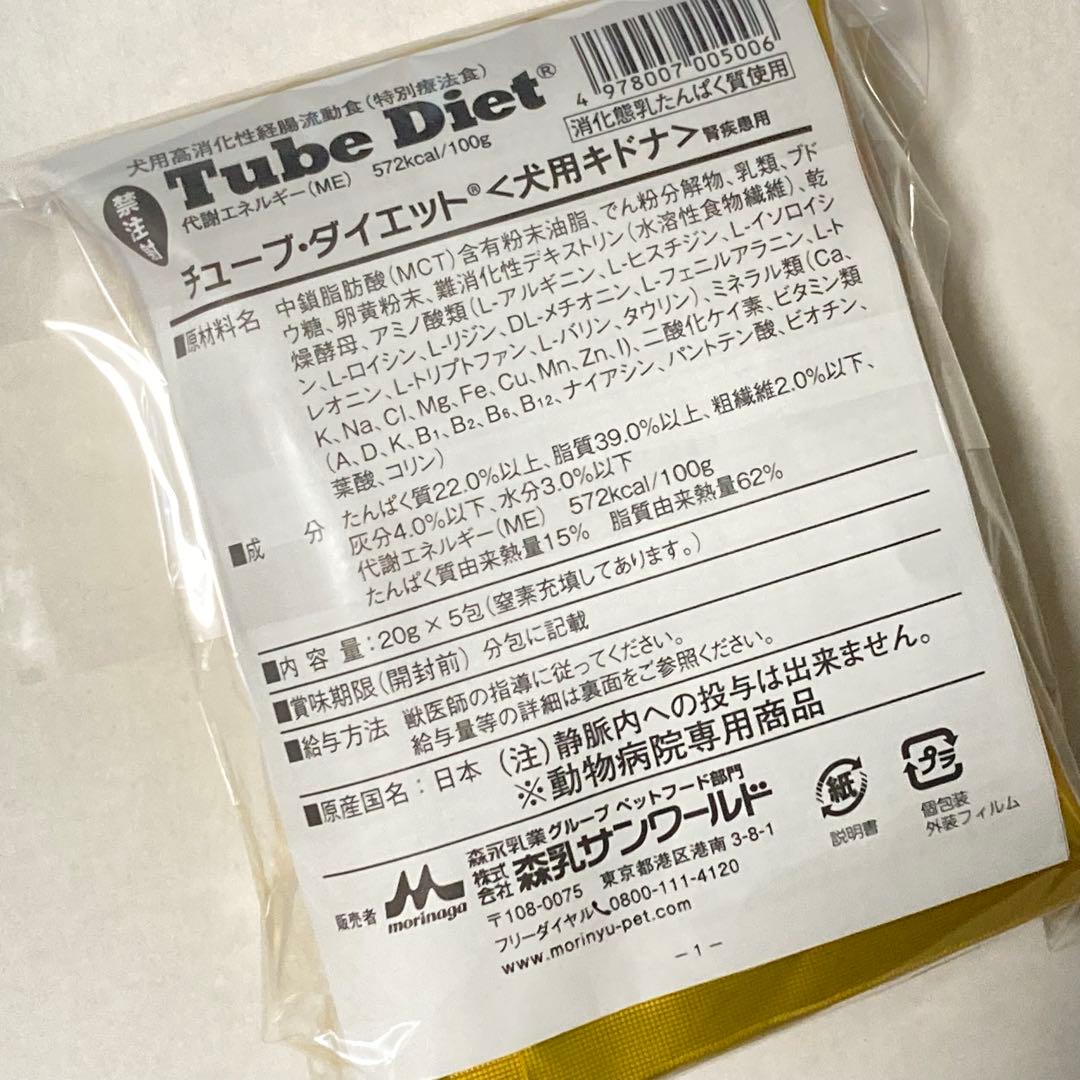 4 978007 005006
消化態乳たんぱく質使用
犬用高消化性経腸流動食(特別療法食)
Tube Diet®
禁注射
代謝エネルギー(ME) 572kcal/100g
チューブ・ダイエット®<犬用キドナ>腎疾患用
■原材料名 中鎖脂肪酸(MCT)含有粉末油脂、でん粉分解物、乳類、ブド
ウ糖、卵黄粉末、難消化性デキストリン(水溶性食物繊維)、乾
燥酵母、アミノ酸類(L-アルギニン、L-ヒスチジン、L-イソロイシ
ン、L-ロイシン、L-リジン、DL-メチオニン、L-フェニルアラニン、L-ト
レオニン、L-トリプトファン、L-バリン、タウリン)、ミネラル類(Ca、
K、Na、Cl、Mg、Fe、Cu、Mn、Zn、I)、二酸化ケイ素、ビタミン類
(A、D、K、B1、B2、B6、B12、ナイアシン、パントテン酸、ビオチン、
葉酸、コリン)
■成 分 たんぱく質22.0%以上、脂質39.0%以上、粗繊維2.0%以下、
灰分4.0%以下、水分3.0%以下
代謝エネルギー(ME) 572kcal/100g
たんぱく質由来熱量15% 脂質由来熱量62%
■内 容 量:20g×5包(窒素充填してあります。)
■賞味期限(開封前) 分包に記載
■給与方法 獣医師の指導に従ってください。
給与量等の詳細は裏面をご参照ください。
■原産国名:日本 (注)静脈内への投与は出来ません。
※動物病院専用商品
販売者
morinaga
森永乳業グループ ペットフード部門
株式会社 森乳サンワールド
〒108-0075 東京都港区港南3-8-1
フリーダイヤル 0800-111-4120
www.morinyu-pet.com
紙
説明書
プラ
個包装
外装フィルム
-1-